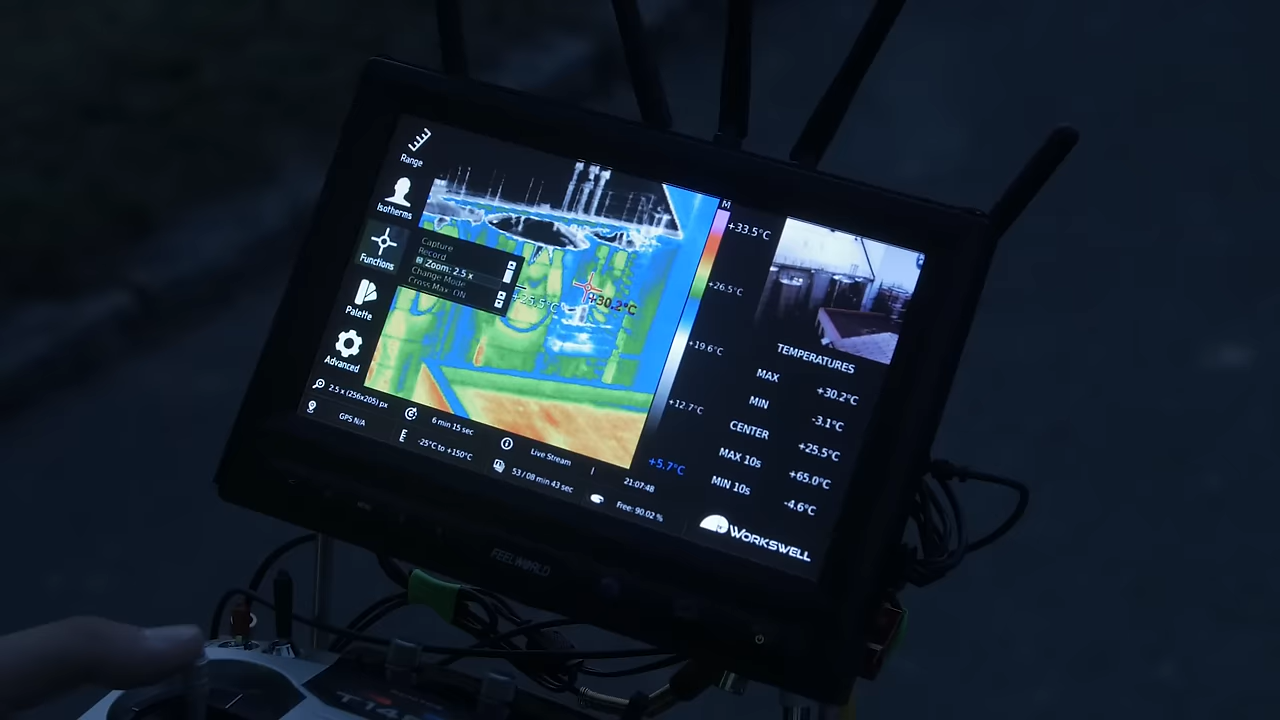 Range
Isotherms
Functions
Palette
Advanced
Capture
Record
Zoom: 2.5 x
Change Mode
Cross Max: ON
+25.5°C
+30.2°C
M
+33.5°C
+26.5°C
+19.6°C
+12.7°C
+5.7°C
TEMPERATURES
MAX +30.2°C
MIN -3.1°C
CENTER +25.5°C
MAX 10s +65.0°C
MIN 10s -4.6°C
WORKSWELL
2.5 x (256x205) px
GPS N/A
6 min 15 sec
-25°C to +150°C
Live Stream
53 / 08 min 43 sec
21:07:48
Free: 90.02 %
FEELWORLD